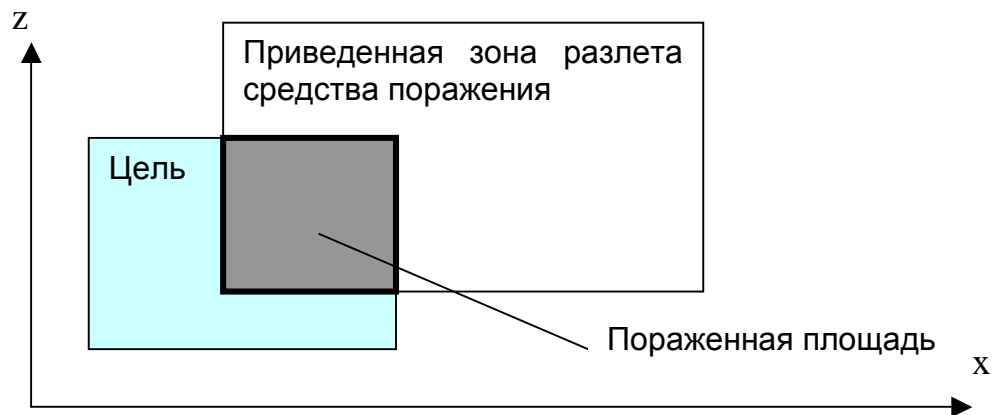 z
Приведенная зона разлета
средства поражения
Цель
Пораженная площадь
x